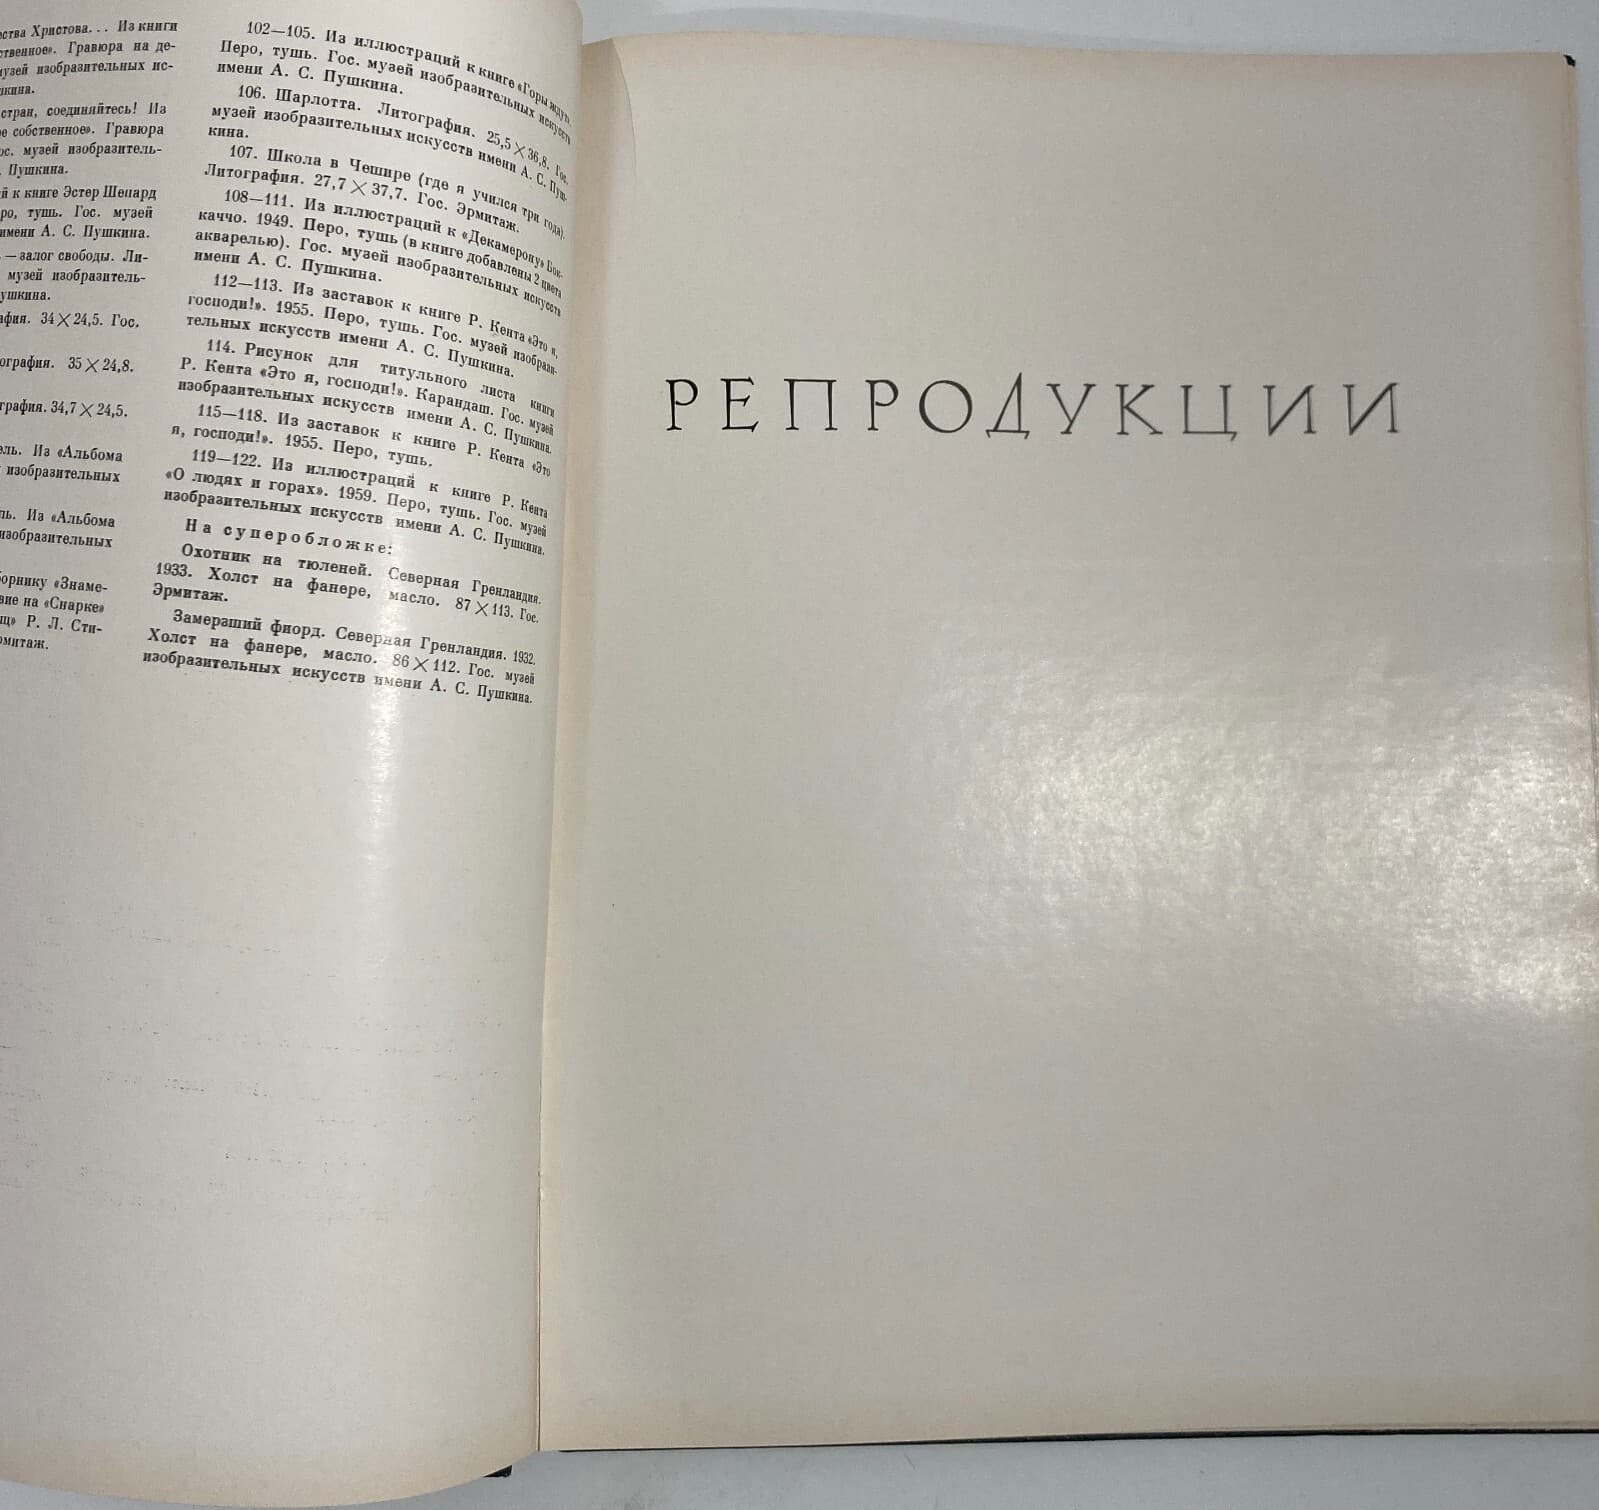 ства Христова... Из книги
ственное». Гравюра на де-
музей изобразительных ис-
шкина.
стран, соединяйтесь! Из
е собственное». Гравюра
ос. музей изобразитель-
. Пушкина.
й к книге Эстер Шепард
ро, тушь. Гос. музей
имени А. С. Пушкина.
— залог свободы. Ли-
музей изобразитель-
ушкина.
афия. 34×24,5. Гос.
ография. 35×24,8.
графия. 34,7×24,5.
ель. Из «Альбома
изобразительных
ль. Из «Альбома
изобразительных
орнику «Знаме-
вие на «Снарке»
щ» Р. Л. Сти-
рмитаж.
102—105. Из иллюстраций к книге «Горы ждут».
Перо, тушь. Гос. музей изобразительных искусств
имени А. С. Пушкина.
106. Шарлотта. Литография. 25,5×36,8. Гос.
музей изобразительных искусств имени А. С. Пуш-
кина.
107. Школа в Чешире (где я учился три года).
Литография. 27,7×37,7. Гос. Эрмитаж.
108—111. Из иллюстраций к «Декамерону» Бок-
каччо. 1949. Перо, тушь (в книге добавлены 2 цвета
акварелью). Гос. музей изобразительных искусств
имени А. С. Пушкина.
112—113. Из заставок к книге Р. Кента «Это я,
господи!». 1955. Перо, тушь. Гос. музей изобрази-
тельных искусств имени А. С. Пушкина.
114. Рисунок для титульного листа книги
Р. Кента «Это я, господи!». Карандаш. Гос. музей
изобразительных искусств имени А. С. Пушкина.
115—118. Из заставок к книге Р. Кента «Это
я, господи!». 1955. Перо, тушь.
119—122. Из иллюстраций к книге Р. Кента
«О людях и горах». 1959. Перо, тушь. Гос. музей
изобразительных искусств имени А. С. Пушкина.
На суперобложке:
Охотник на тюленей. Северная Гренландия.
1933. Холст на фанере, масло. 87×113. Гос.
Эрмитаж.
Замерзший фиорд. Северная Гренландия. 1932.
Холст на фанере, масло. 86×112. Гос. музей
изобразительных искусств имени А. С. Пушкина.
РЕПРОДУКЦИИ